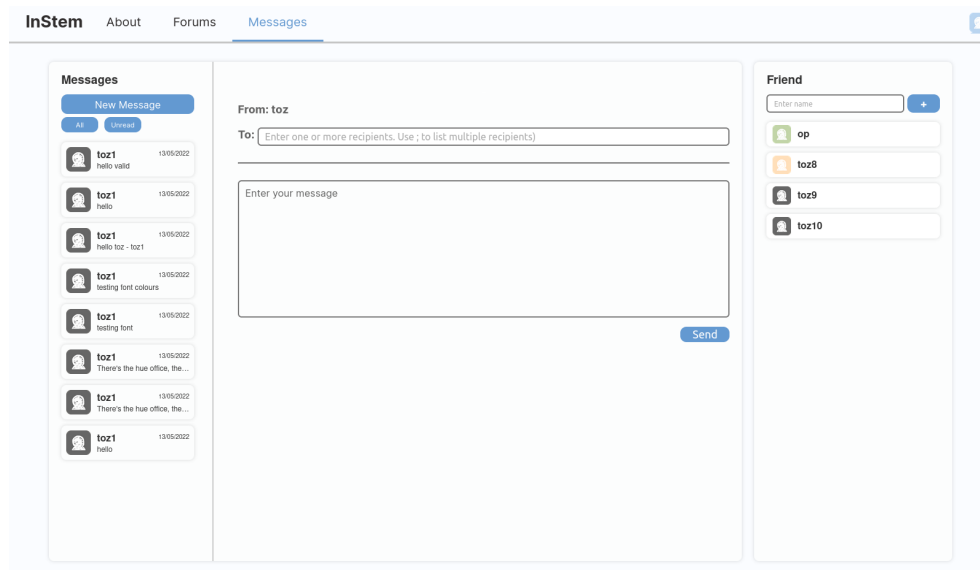 InStem About Forums Messages
Messages
New Message
All Unread
toz1 13/05/2022
hello valid
toz1 13/05/2022
hello
toz1 13/05/2022
hello toz - toz1
toz1 13/05/2022
testing font colours
toz1 13/05/2022
testing font
toz1 13/05/2022
There's the hue office, the...
toz1 13/05/2022
There's the hue office, the...
toz1 13/05/2022
hello
From: toz
To: Enter one or more recipients. Use ; to list multiple recipients)
Enter your message
Send
Friend
Enter name +
op
toz8
toz9
toz10